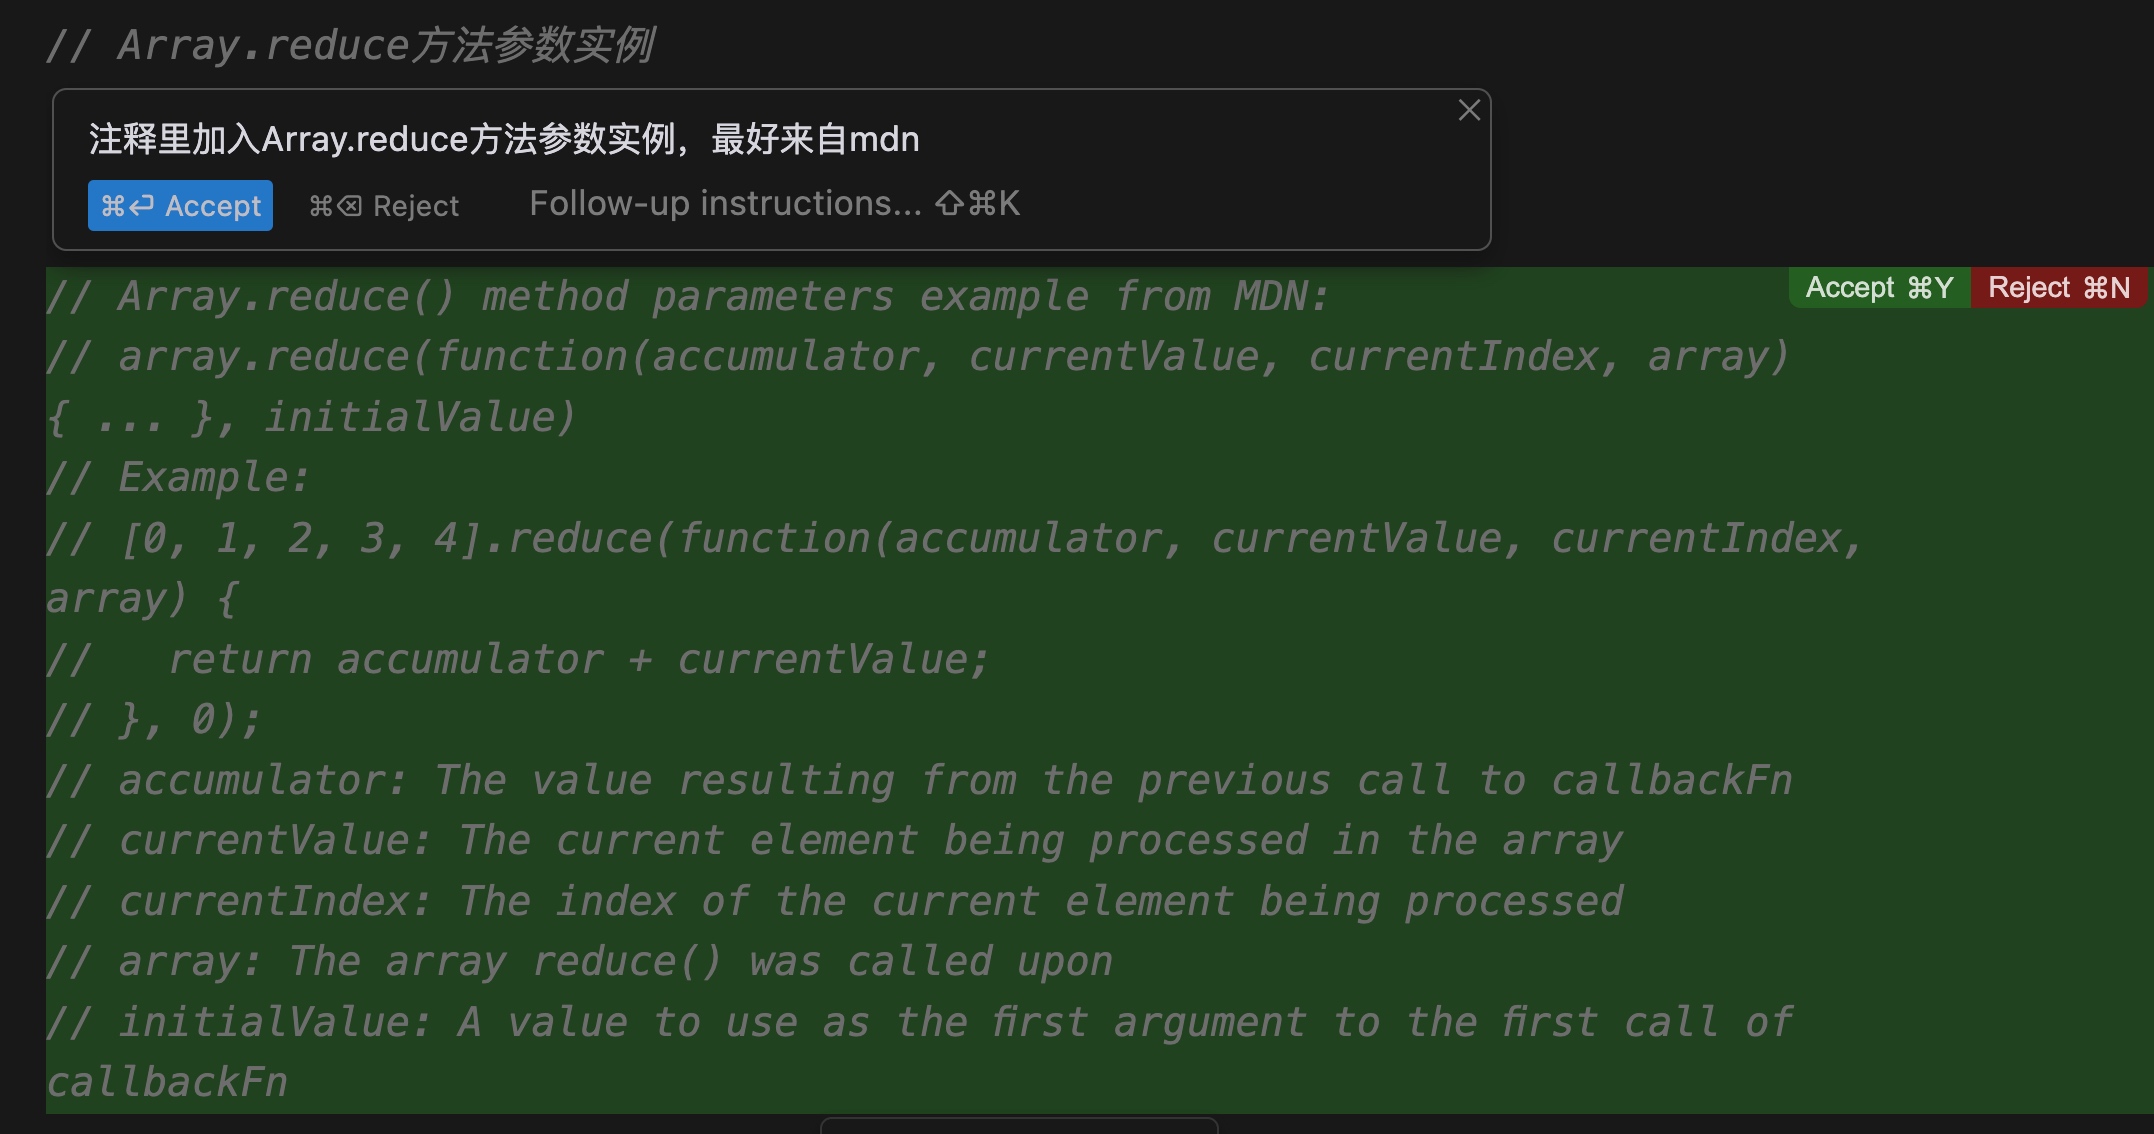 // Array.reduce方法参数实例
注释里加入Array.reduce方法参数实例，最好来自mdn
⌘⏎ Accept ⌘⌫ Reject Follow-up instructions... ⇧⌘K
Accept ⌘Y Reject ⌘N
// Array.reduce() method parameters example from MDN:
// array.reduce(function(accumulator, currentValue, currentIndex, array)
{ ... }, initialValue)
// Example:
// [0, 1, 2, 3, 4].reduce(function(accumulator, currentValue, currentIndex,
array) {
//   return accumulator + currentValue;
// }, 0);
// accumulator: The value resulting from the previous call to callbackFn
// currentValue: The current element being processed in the array
// currentIndex: The index of the current element being processed
// array: The array reduce() was called upon
// initialValue: A value to use as the first argument to the first call of
callbackFn